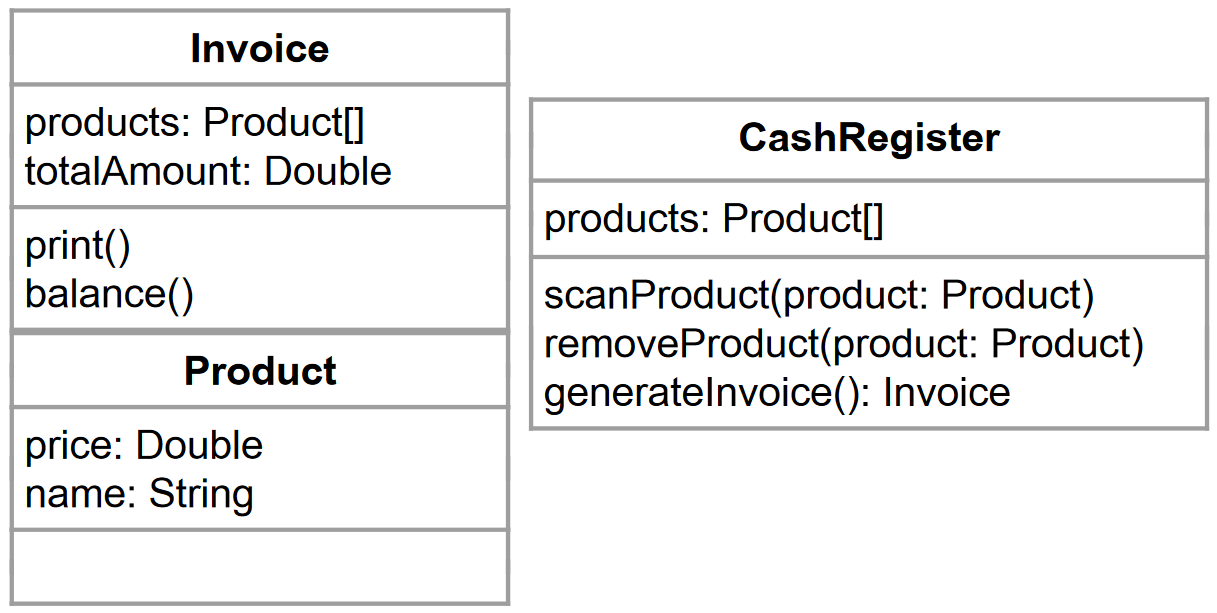 Invoice
products: Product[]
totalAmount: Double
print()
balance()
Product
price: Double
name: String
CashRegister
products: Product[]
scanProduct(product: Product)
removeProduct(product: Product)
generateInvoice(): Invoice